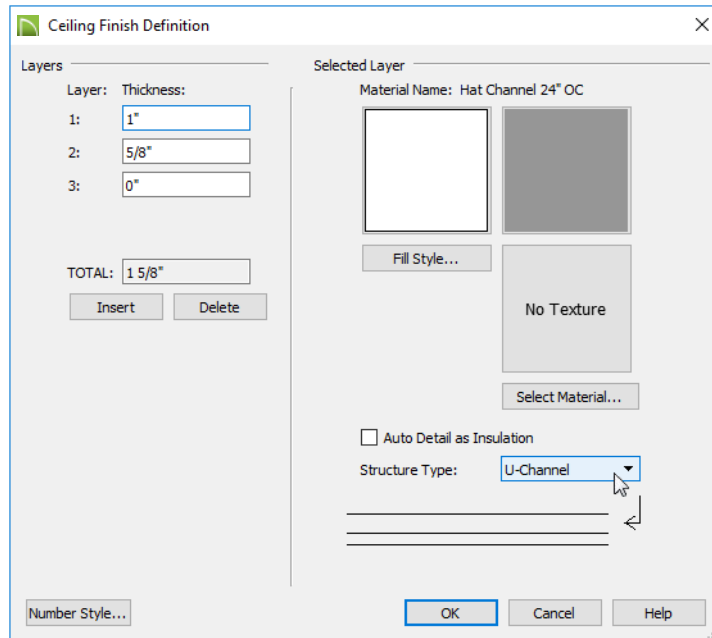 Ceiling Finish Definition
Layers
Layer: Thickness:
1: 1"
2: 5/8"
3: 0"
TOTAL: 1 5/8"
Insert Delete
Selected Layer
Material Name: Hat Channel 24" OC
Fill Style...
No Texture
Select Material...
Auto Detail as Insulation
Structure Type: U-Channel
Number Style... OK Cancel Help